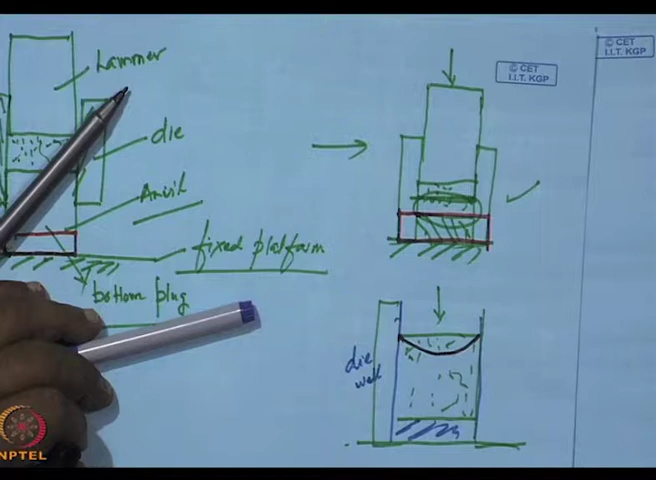 hammer
die
Anvil
fixed platform
bottom plug
die
wall
© CET
I.I.T. KGP
© CET
I.I.T. KGP
NPTEL